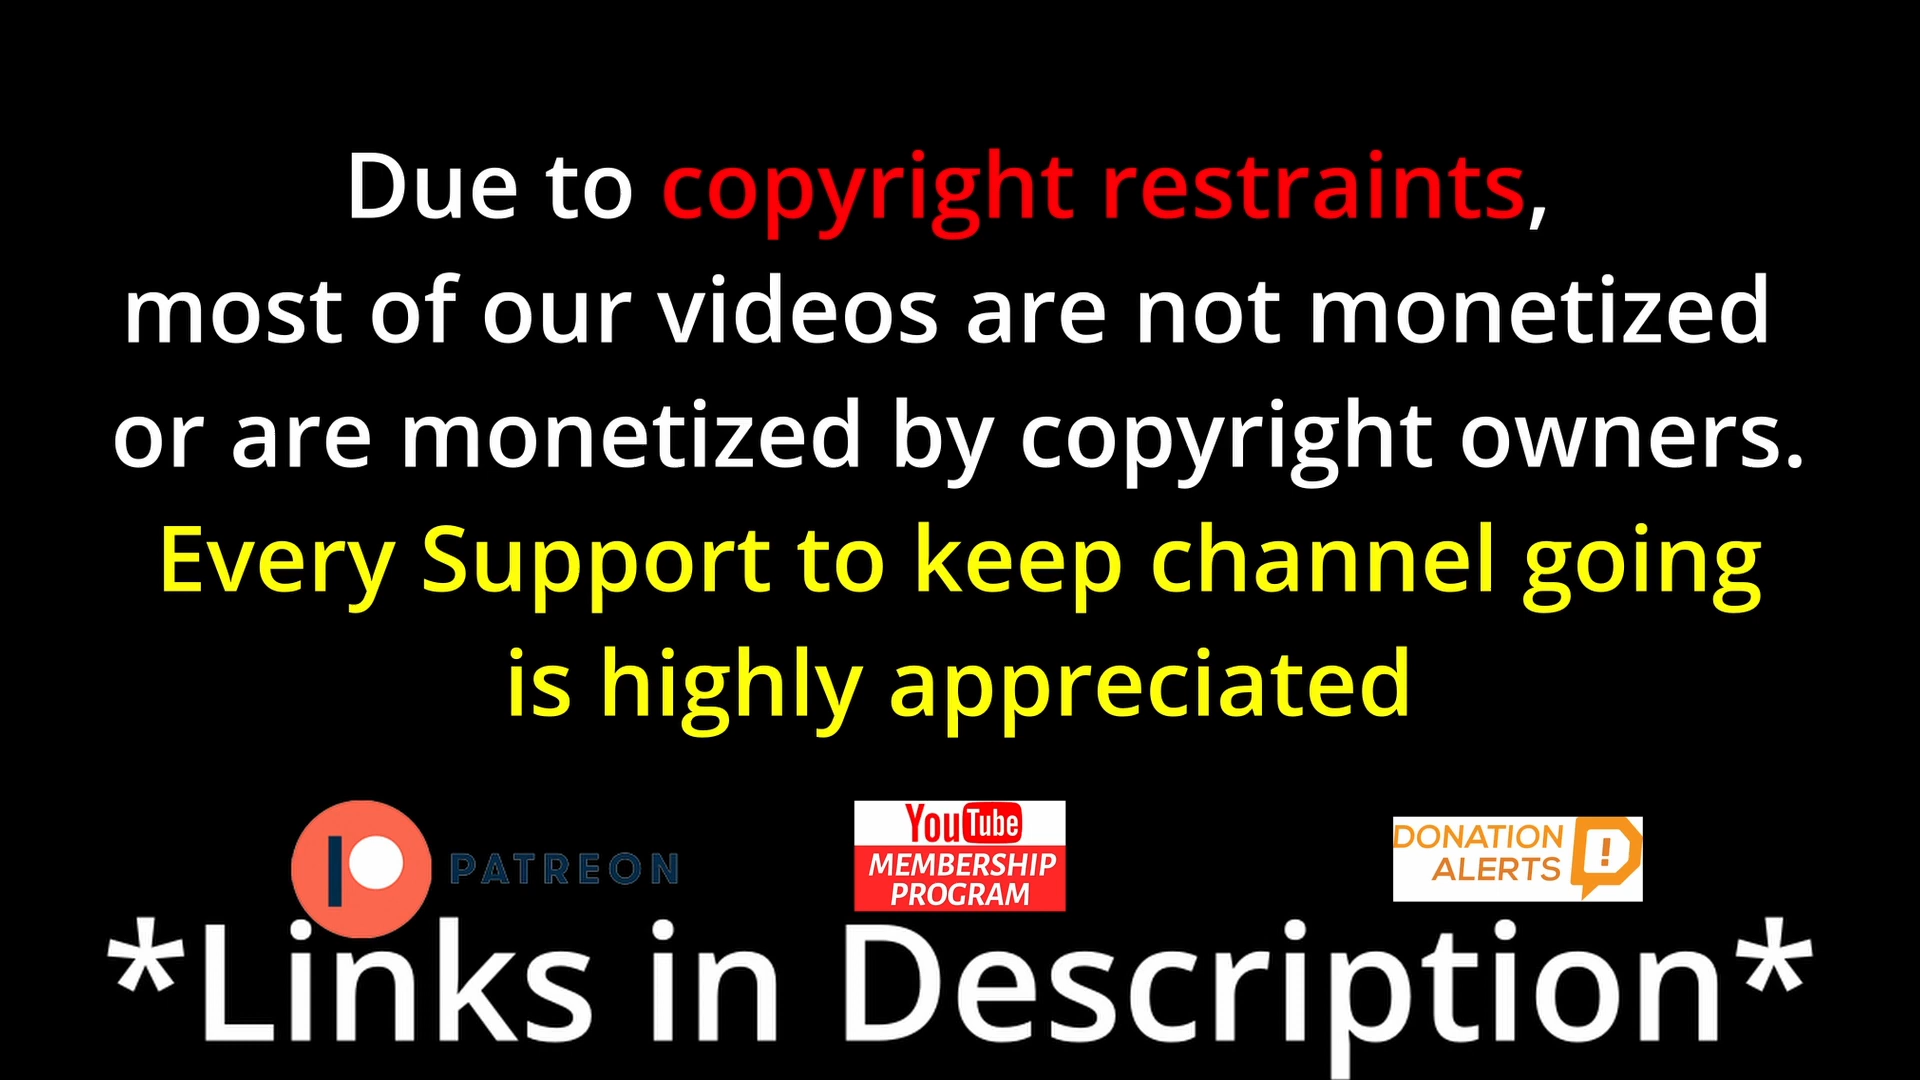 Due to copyright restraints,
most of our videos are not monetized
or are monetized by copyright owners.
Every Support to keep channel going
is highly appreciated
PATREON
YouTube
MEMBERSHIP
PROGRAM
DONATION
ALERTS
*Links in Description*